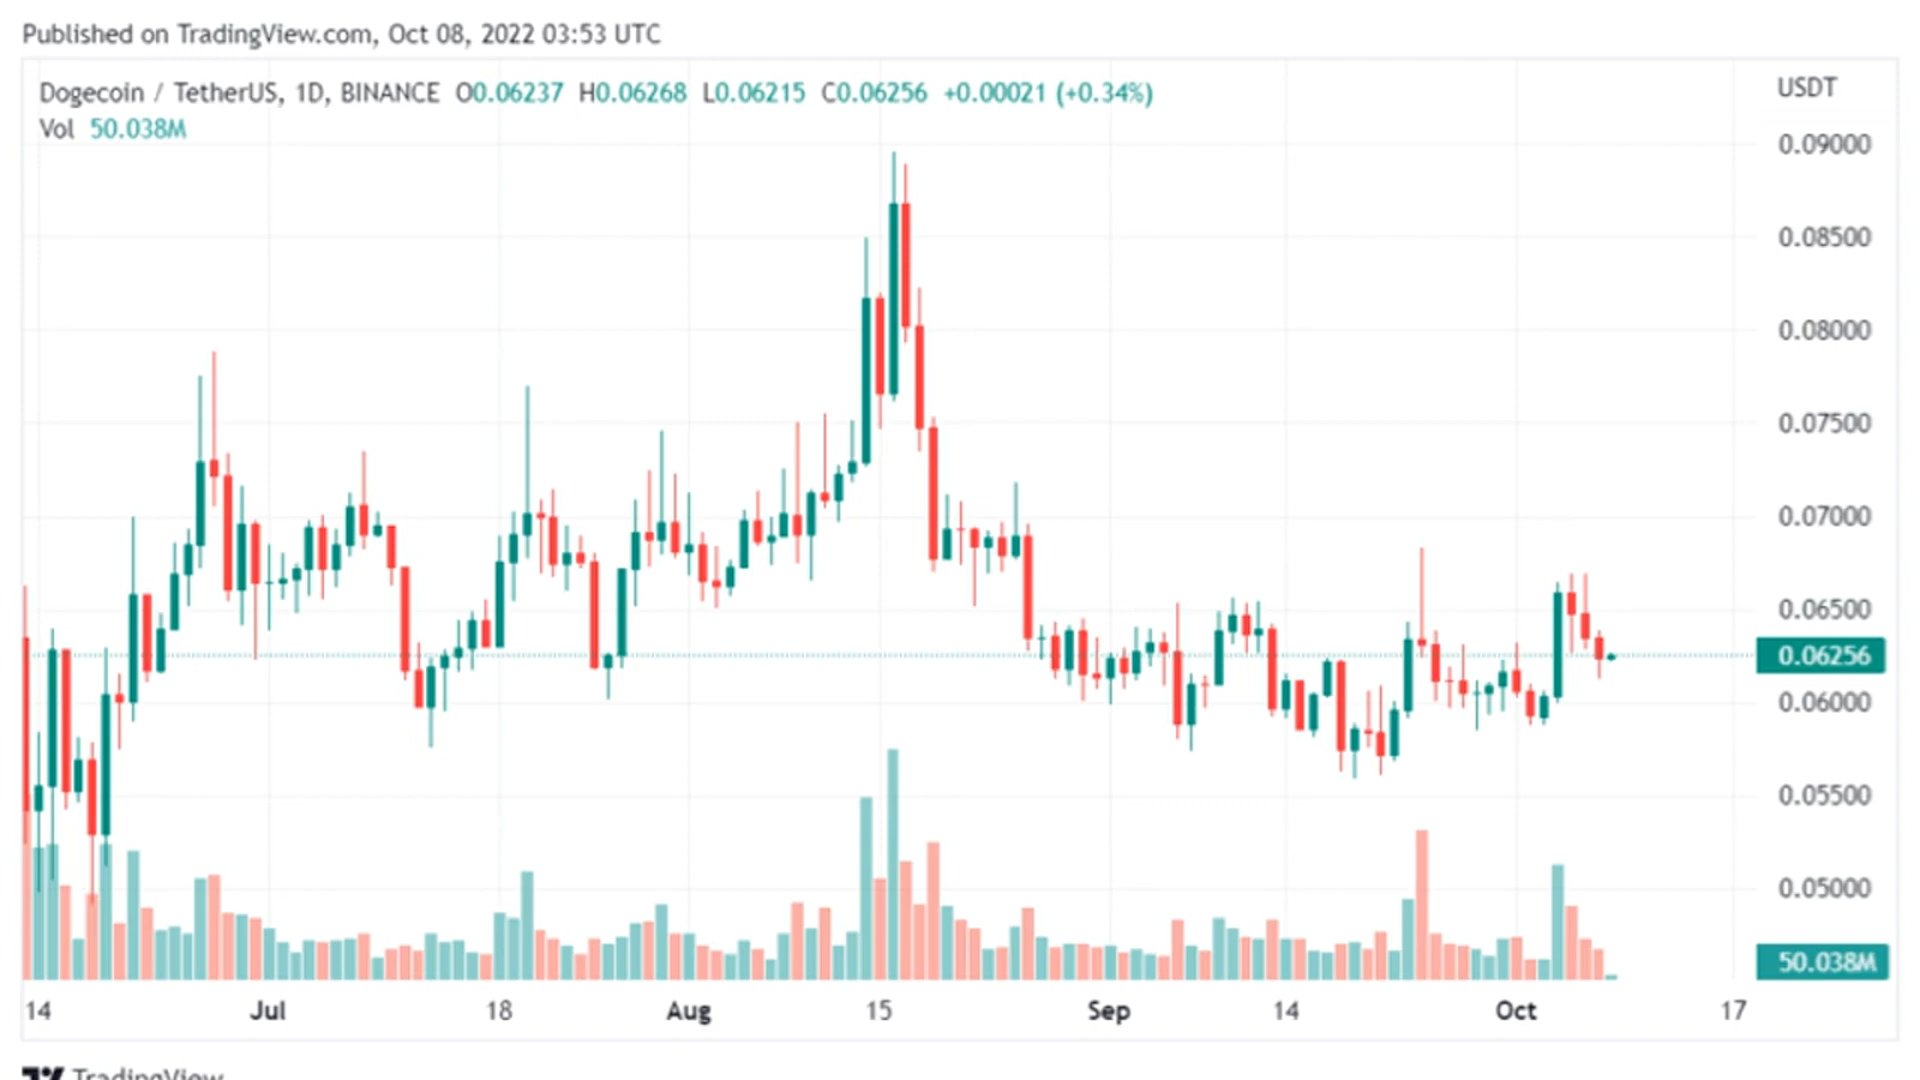 Published on TradingView.com, Oct 08, 2022 03:53 UTC
Dogecoin / TetherUS, 1D, BINANCE O0.06237 H0.06268 L0.06215 C0.06256 +0.00021 (+0.34%)
USDT
Vol 50.038M
0.09000
0.08500
0.08000
0.07500
0.07000
0.06500
0.06256
0.06000
0.05500
0.05000
50.038M
14 Jul 18 Aug 15 Sep 14 Oct 17
TradingView